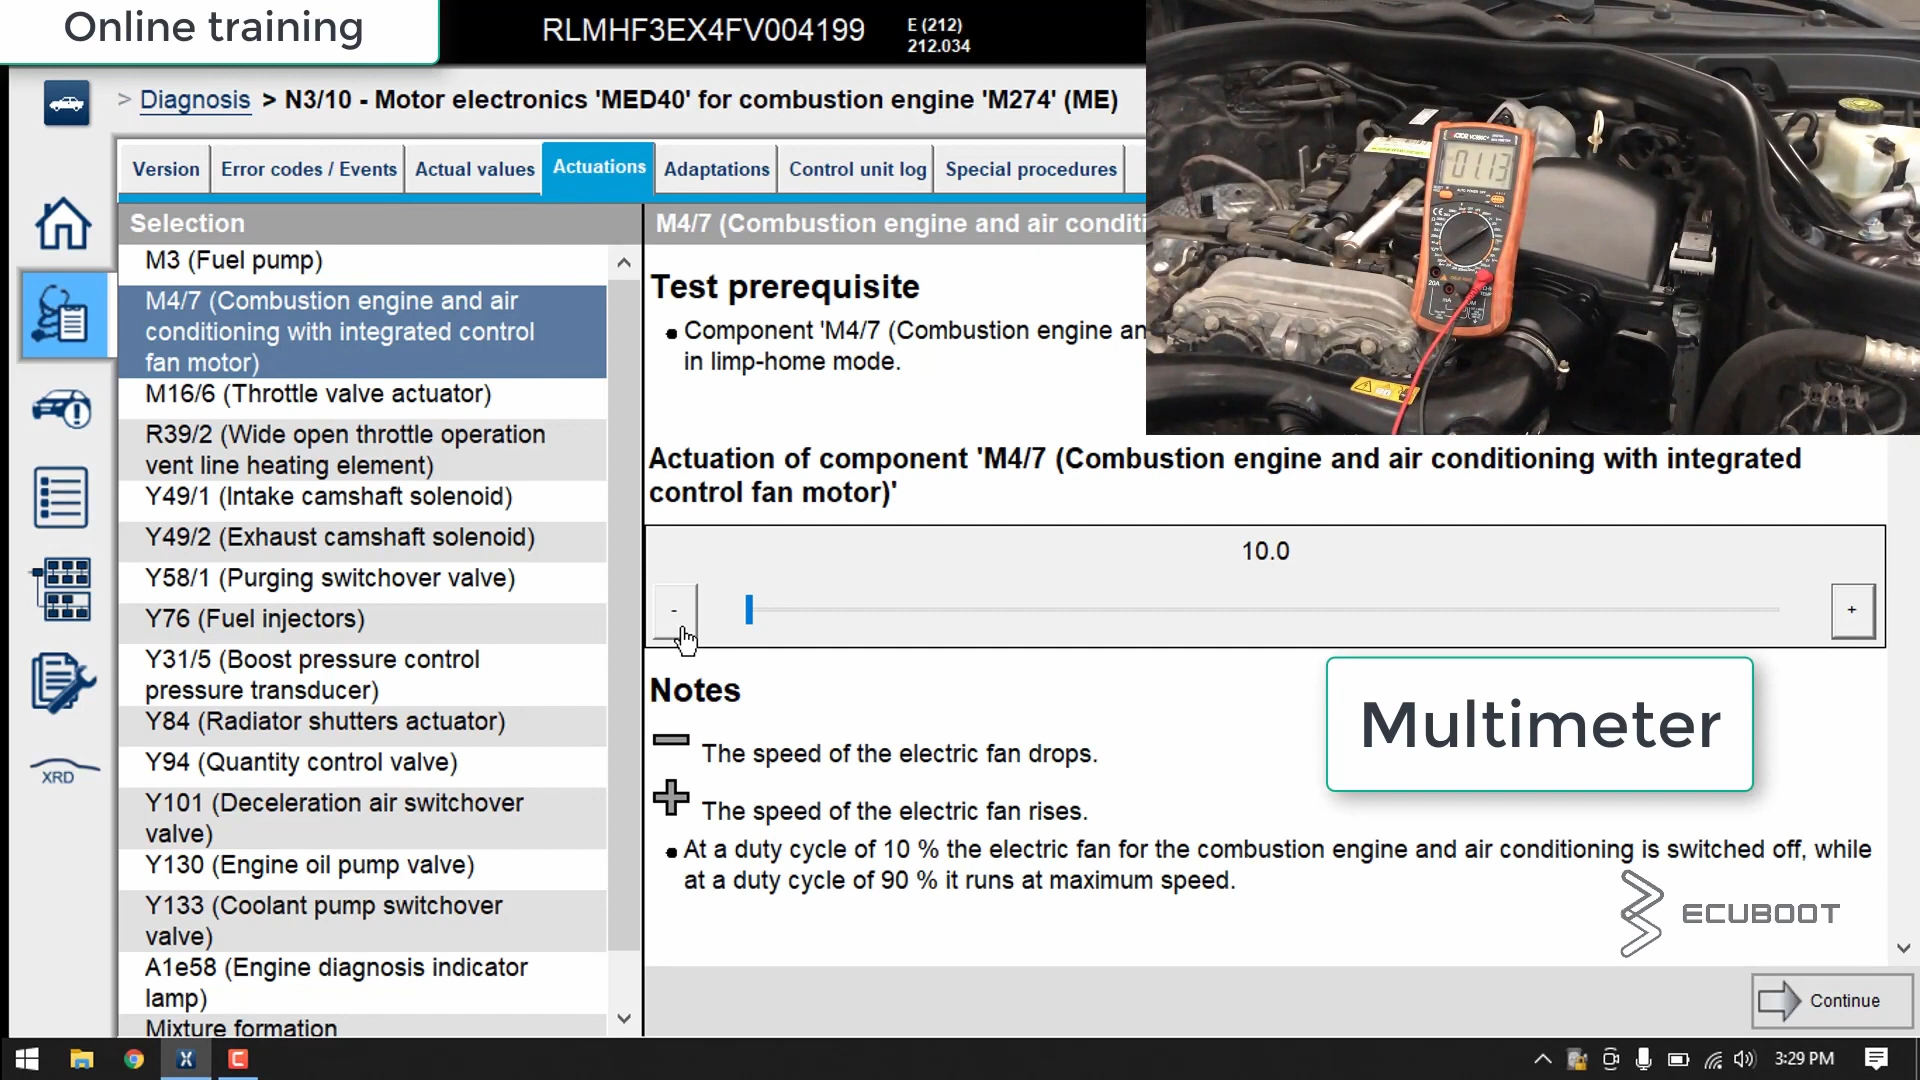 Online training
RLMHF3EX4FV004199
E (212)
212.034
> Diagnosis > N3/10 - Motor electronics 'MED40' for combustion engine 'M274' (ME)
Version
Error codes / Events
Actual values
Actuations
Adaptations
Control unit log
Special procedures
Selection
M3 (Fuel pump)
M4/7 (Combustion engine and air
conditioning with integrated control
fan motor)
M16/6 (Throttle valve actuator)
R39/2 (Wide open throttle operation
vent line heating element)
Y49/1 (Intake camshaft solenoid)
Y49/2 (Exhaust camshaft solenoid)
Y58/1 (Purging switchover valve)
Y76 (Fuel injectors)
Y31/5 (Boost pressure control
pressure transducer)
Y84 (Radiator shutters actuator)
Y94 (Quantity control valve)
Y101 (Deceleration air switchover
valve)
Y130 (Engine oil pump valve)
Y133 (Coolant pump switchover
valve)
A1e58 (Engine diagnosis indicator
lamp)
Mixture formation
XRD
M4/7 (Combustion engine and air conditi
Test prerequisite
Component 'M4/7 (Combustion engine an
in limp-home mode.
01.13
20A
mA
Actuation of component 'M4/7 (Combustion engine and air conditioning with integrated
control fan motor)'
10.0
-
+
Notes
The speed of the electric fan drops.
The speed of the electric fan rises.
At a duty cycle of 10 % the electric fan for the combustion engine and air conditioning is switched off, while
at a duty cycle of 90 % it runs at maximum speed.
Multimeter
ECUBOOT
Continue
3:29 PM